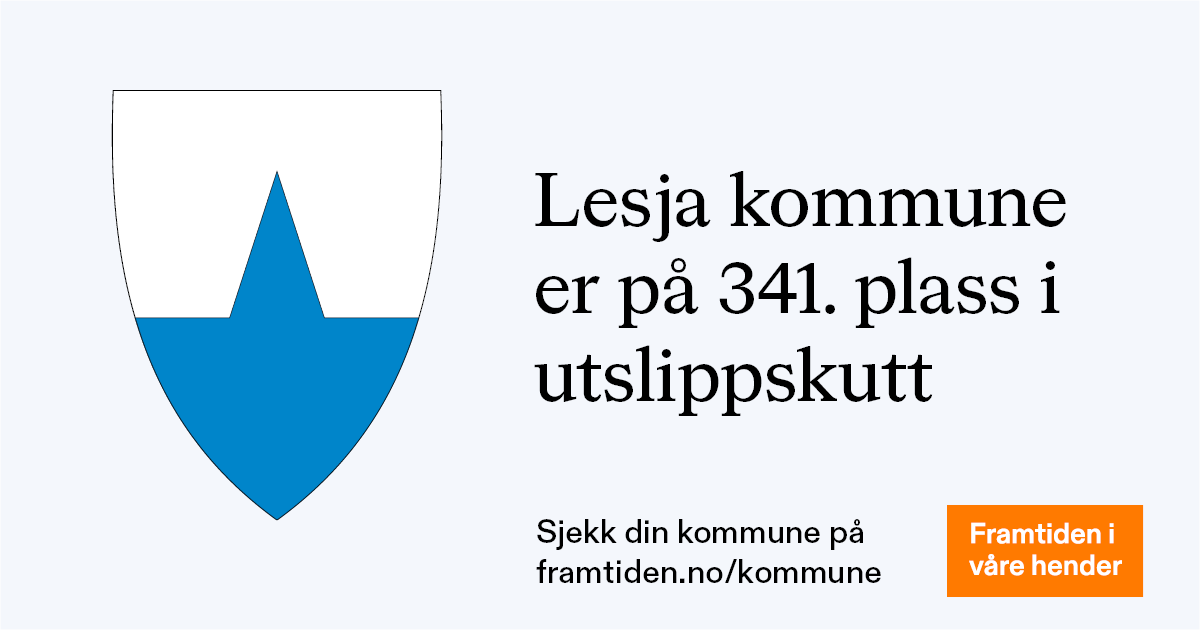 Lesja kommune
er på 341. plass i
utslippskutt
Sjekk din kommune på
framtiden.no/kommune
Framtiden i
våre hender